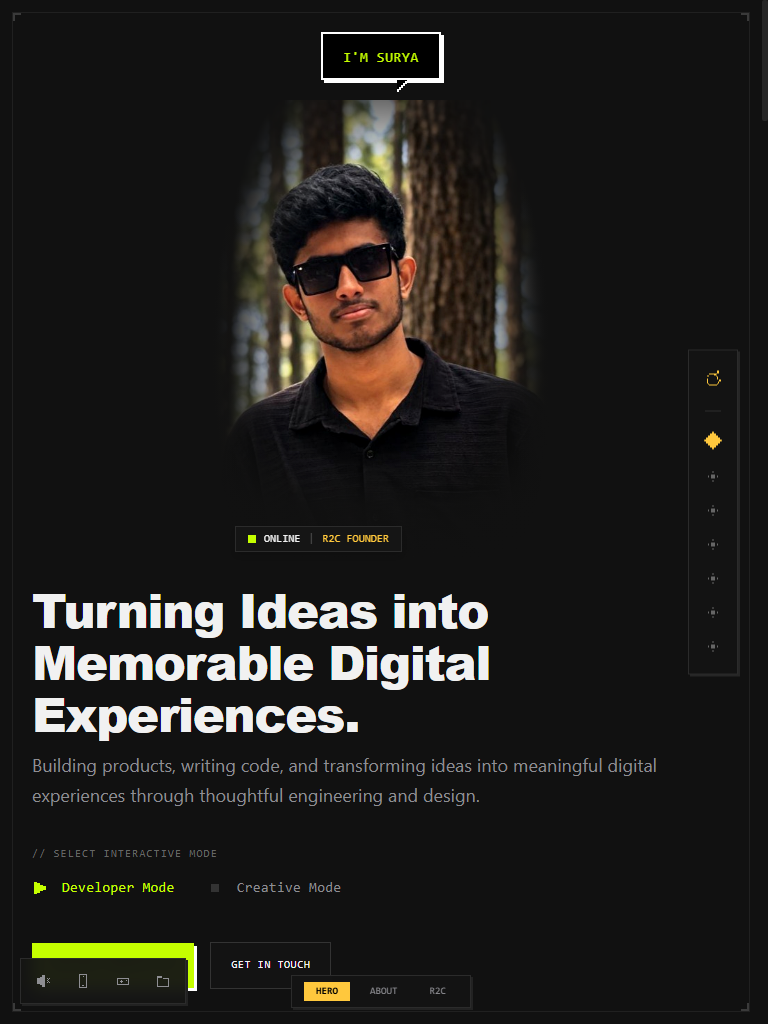 I'M SURYA
ONLINE | R2C FOUNDER
Turning Ideas into
Memorable Digital
Experiences.
Building products, writing code, and transforming ideas into meaningful digital
experiences through thoughtful engineering and design.
// SELECT INTERACTIVE MODE
Developer Mode
Creative Mode
GET IN TOUCH
HERO
ABOUT
R2C